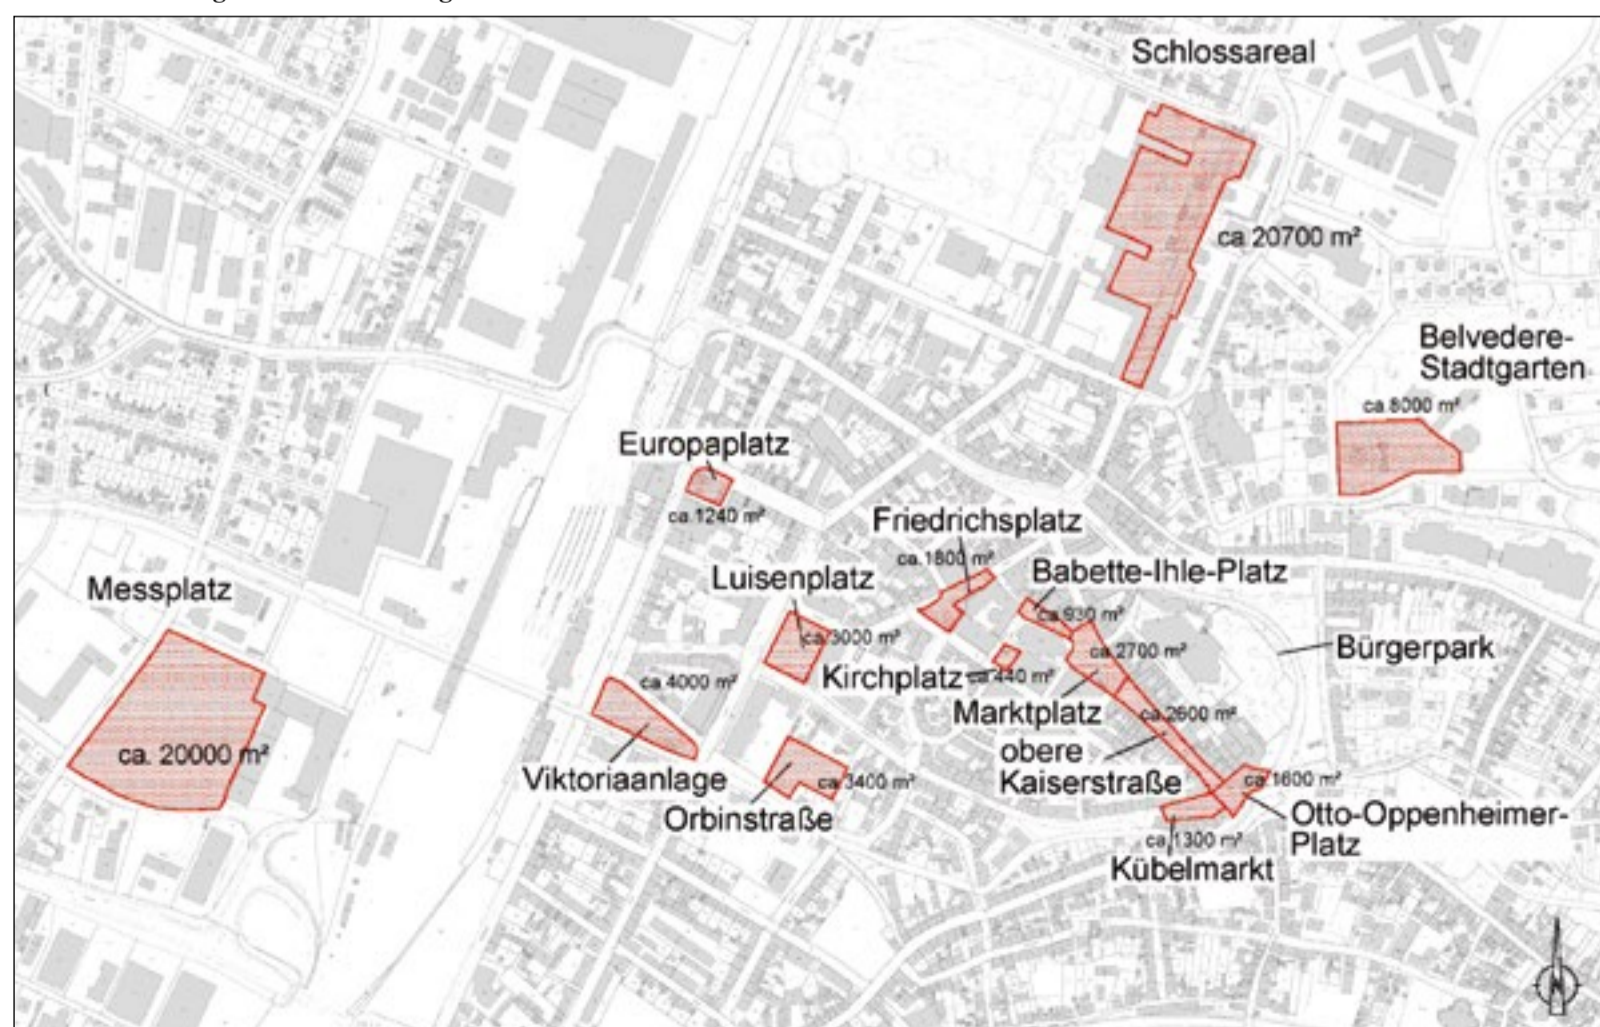 Schlossareal
ca.20700 m²
Belvedere-
Stadtgarten
ca.8000 m²
Europaplatz
ca.1240 m²
Friedrichsplatz
ca.1800 m²
Babette-Ihle-Platz
ca.930 m²
Luisenplatz
ca.3000 m²
Messplatz
ca. 20000 m²
Bürgerpark
ca.2700 m²
Kirchplatz
ca.440 m²
ca.4000 m²
Marktplatz
ca.2600 m²
obere
Kaiserstraße
Viktoriaanlage
ca.3400 m²
Orbinstraße
ca.1600 m²
Otto-Oppenheimer-
Platz
ca.1300 m²
Kübelmarkt
N